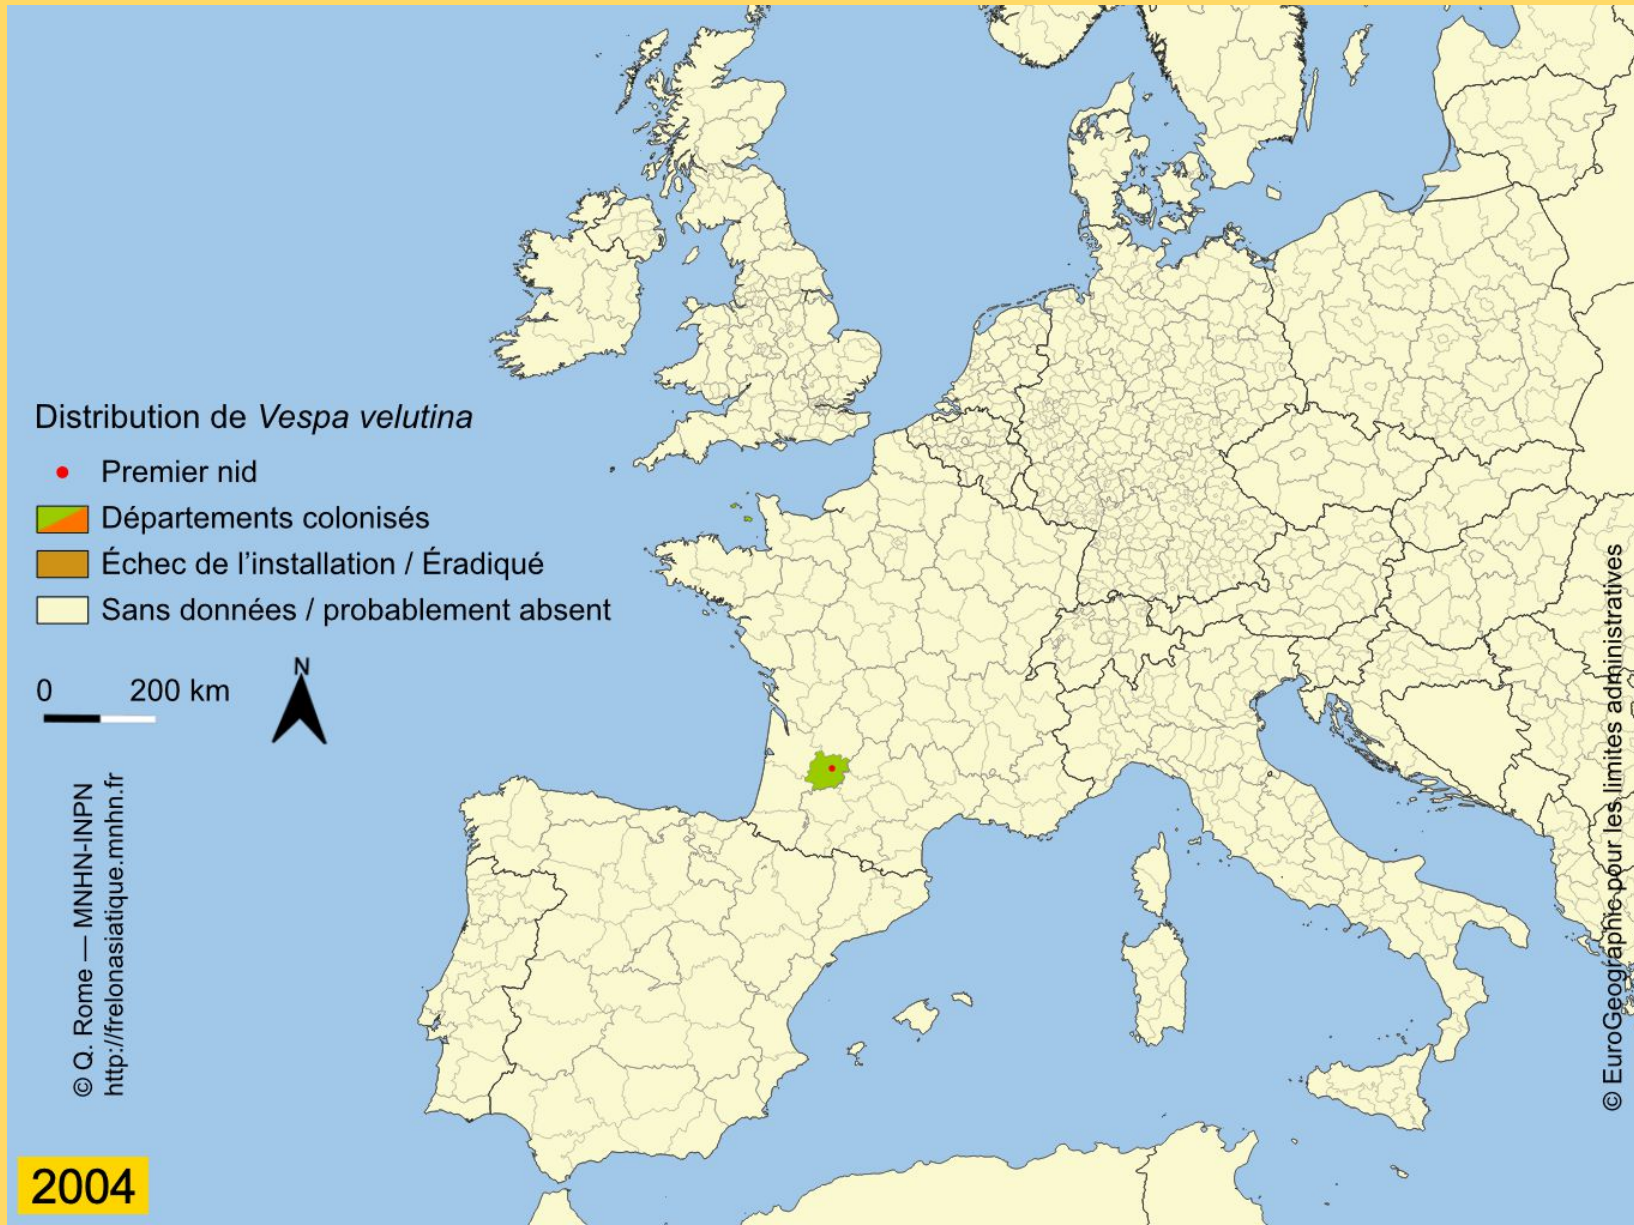 Distribution de Vespa velutina
Premier nid
Départements colonisés
Échec de l'installation / Éradiqué
Sans données / probablement absent
0 200 km
N
© Q. Rome — MNHN-INPN
http://frelonasiatique.mnhn.fr
© EuroGeographic pour les limites administratives
2004